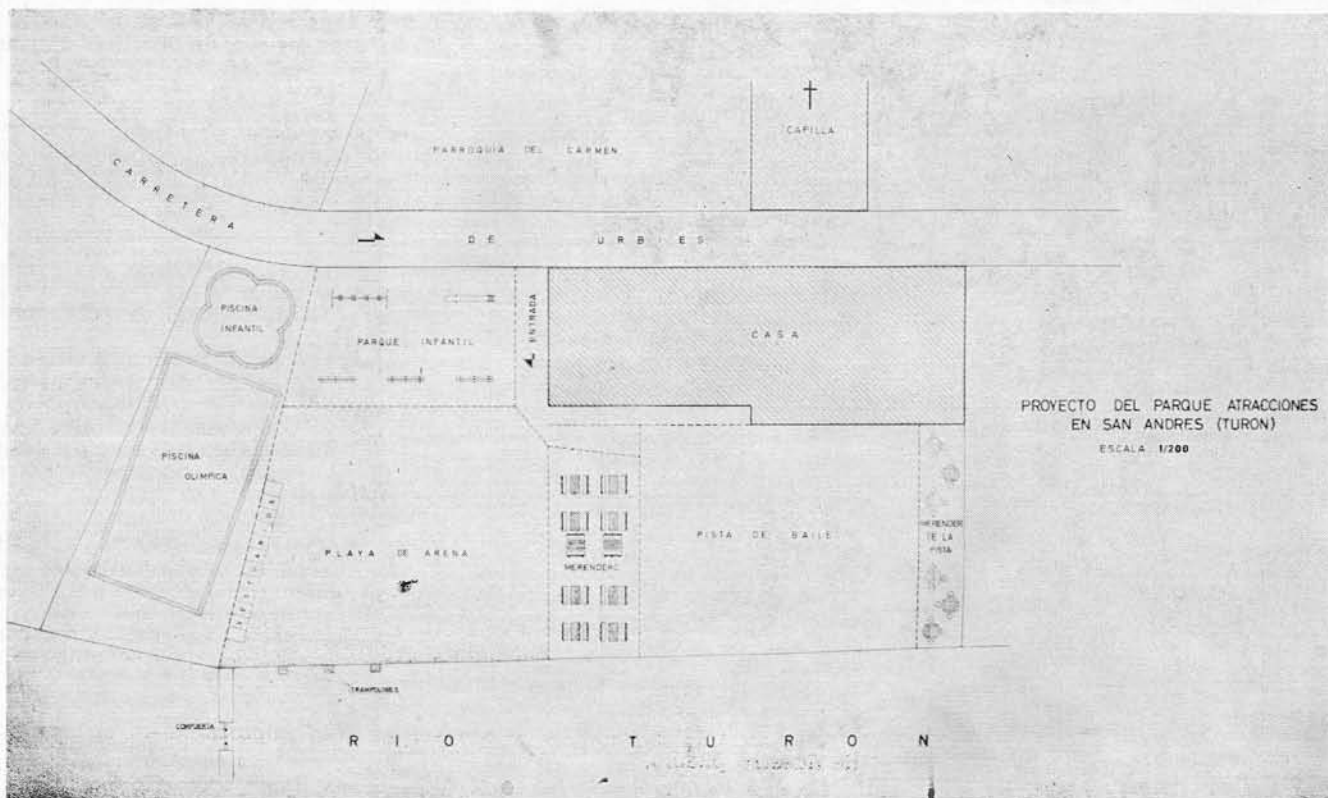 CAPILLA
PARROQUIA DEL CARMEN
CARRETERA DE URBIES
PISCINA
INFANTIL
ENTRADA
PARQUE INFANTIL
CASA
PROYECTO DEL PARQUE ATRACCIONES
EN SAN ANDRES (TURON)
ESCALA 1/200
PISCINA
OLIMPICA
VESTUARIOS
PLAYA DE ARENA
MERENDERO
PISTA DE BAILE
MERENDER
DE LA
PISTA
TRAMPOLINES
COMPUERTA
RIO TURON